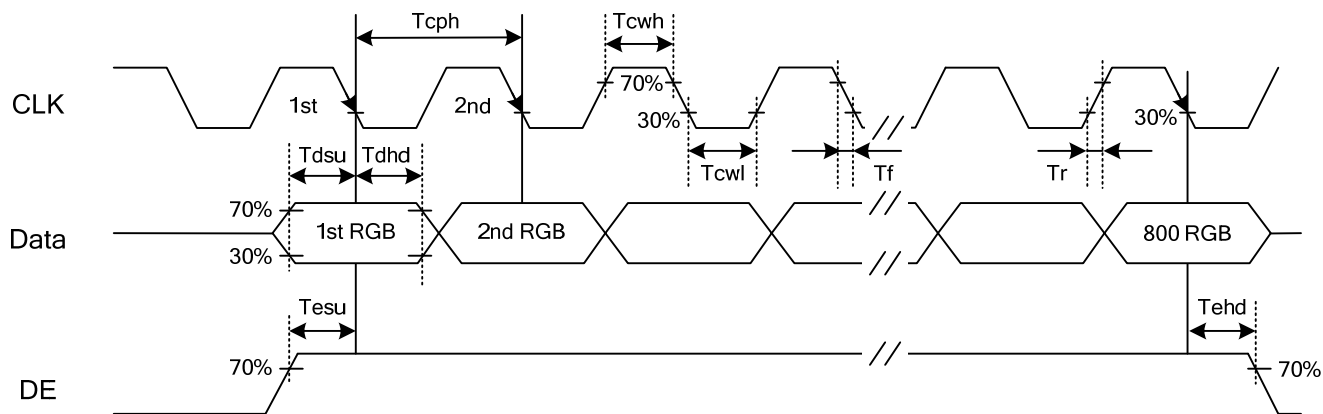 Tcph
Tcwh
CLK
1st
2nd
70%
30%
30%
Tdsu
Tdhd
Tcwl
Tf
Tr
70%
Data
1st RGB
2nd RGB
800 RGB
30%
Tesu
Tehd
70%
70%
DE